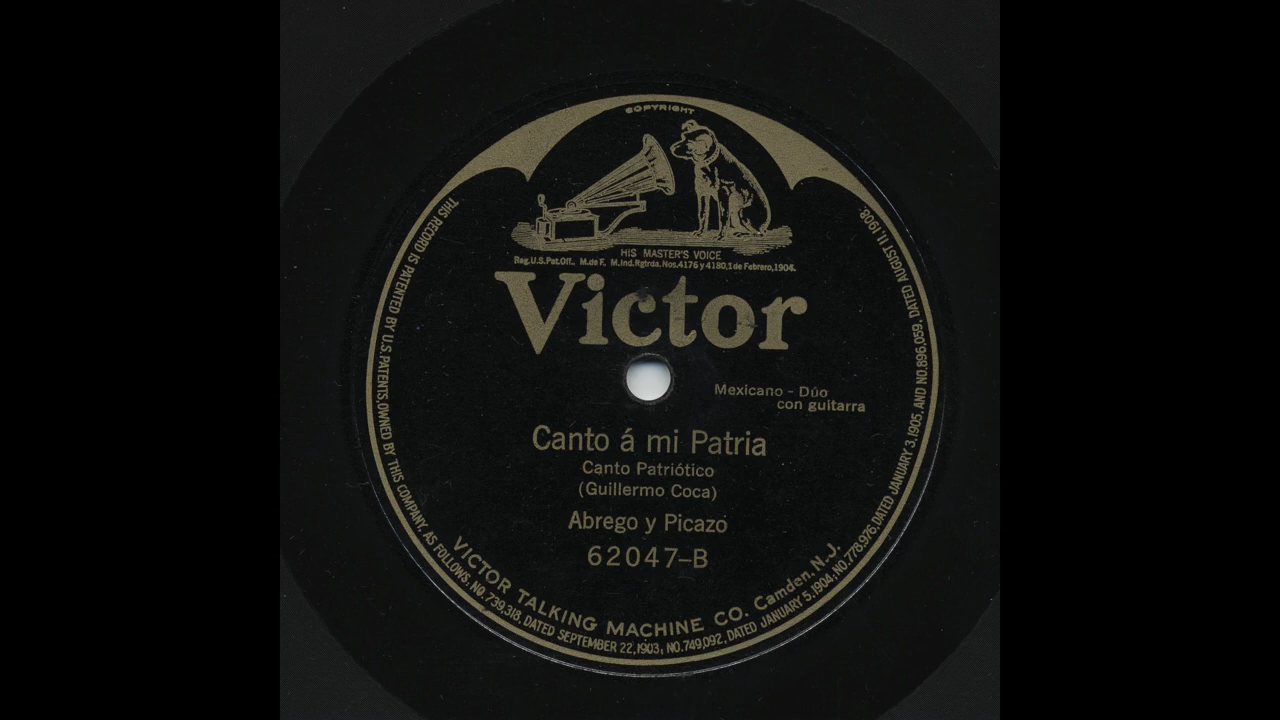 COPYRIGHT
HIS MASTER'S VOICE
Reg.U.S.Pat.Off. M.de F. M.Ind.Rgtrda.Nos.4176 y 4180,1 de Febrero,1904.
Victor
Mexicano - Dúo
con guitarra
Canto á mi Patria
Canto Patriótico
(Guillermo Coca)
Abrego y Picazo
62047-B
VICTOR TALKING MACHINE CO. Camden, N.J.
THIS RECORD IS PATENTED BY U.S.PATENTS, OWNED BY THIS COMPANY, AS FOLLOWS, NO.739,318, DATED SEPTEMBER 22,1903; NO.749,092, DATED JANUARY 5,1904, NO.778,976, DATED JANUARY 3,1905, AND NO.896,059, DATED AUGUST 11,1908.